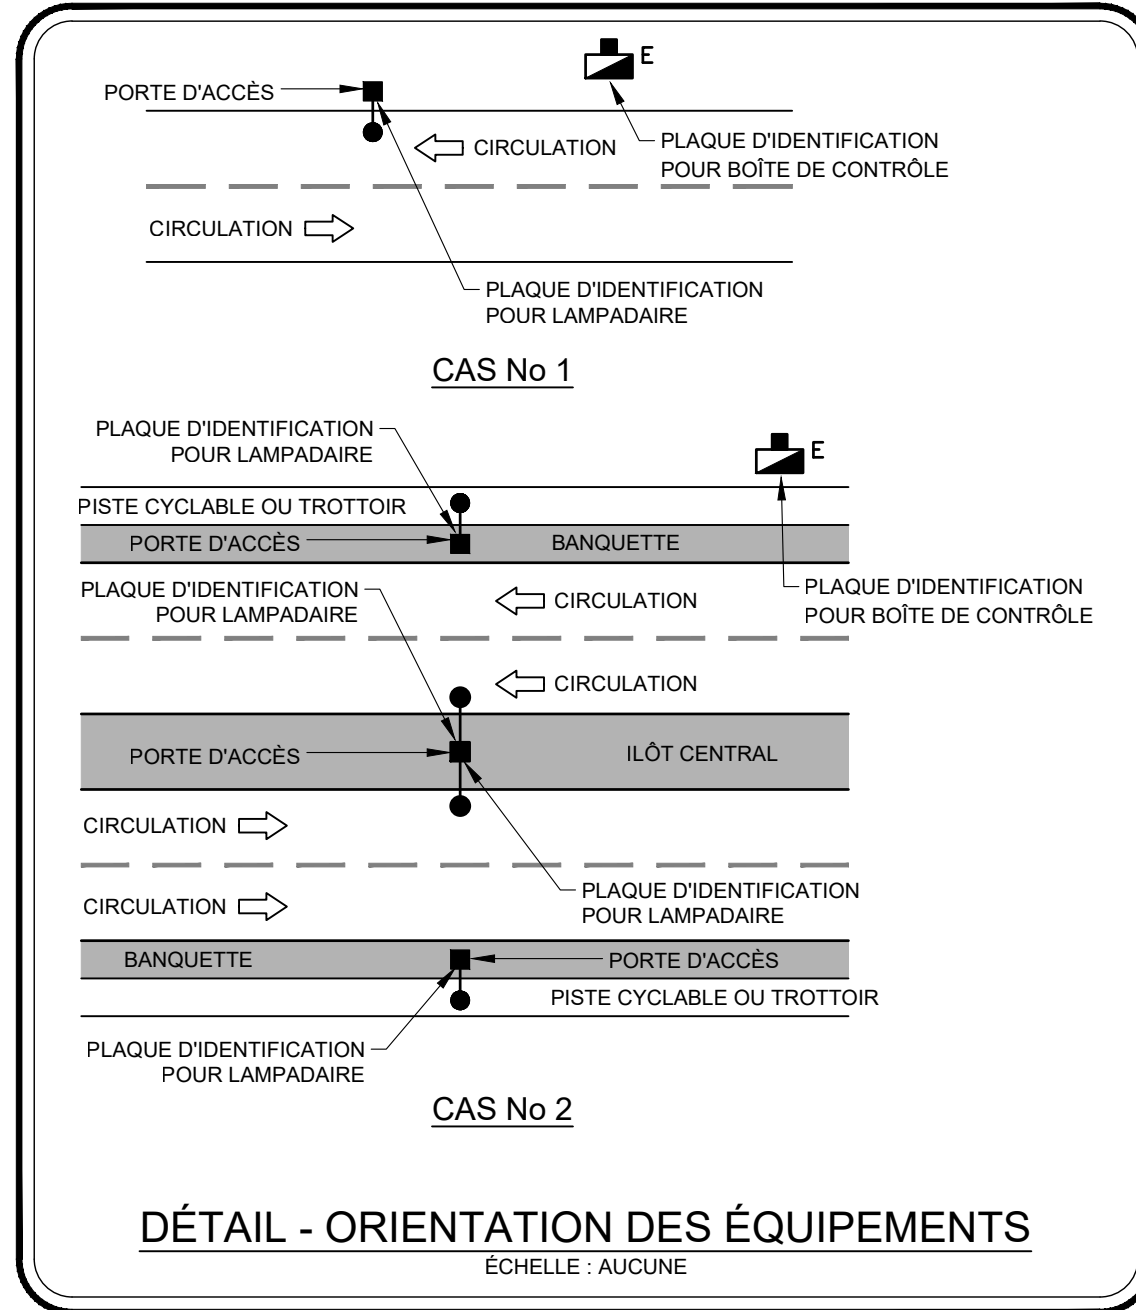 E
PORTE D'ACCÈS
CIRCULATION
PLAQUE D'IDENTIFICATION
POUR BOÎTE DE CONTRÔLE
CIRCULATION
PLAQUE D'IDENTIFICATION
POUR LAMPADAIRE
CAS No 1
PLAQUE D'IDENTIFICATION
POUR LAMPADAIRE
E
PISTE CYCLABLE OU TROTTOIR
PORTE D'ACCÈS
BANQUETTE
PLAQUE D'IDENTIFICATION
POUR LAMPADAIRE
CIRCULATION
PLAQUE D'IDENTIFICATION
POUR BOÎTE DE CONTRÔLE
CIRCULATION
PORTE D'ACCÈS
ILÔT CENTRAL
CIRCULATION
PLAQUE D'IDENTIFICATION
POUR LAMPADAIRE
CIRCULATION
BANQUETTE
PORTE D'ACCÈS
PISTE CYCLABLE OU TROTTOIR
PLAQUE D'IDENTIFICATION
POUR LAMPADAIRE
CAS No 2
DÉTAIL - ORIENTATION DES ÉQUIPEMENTS
ÉCHELLE : AUCUNE